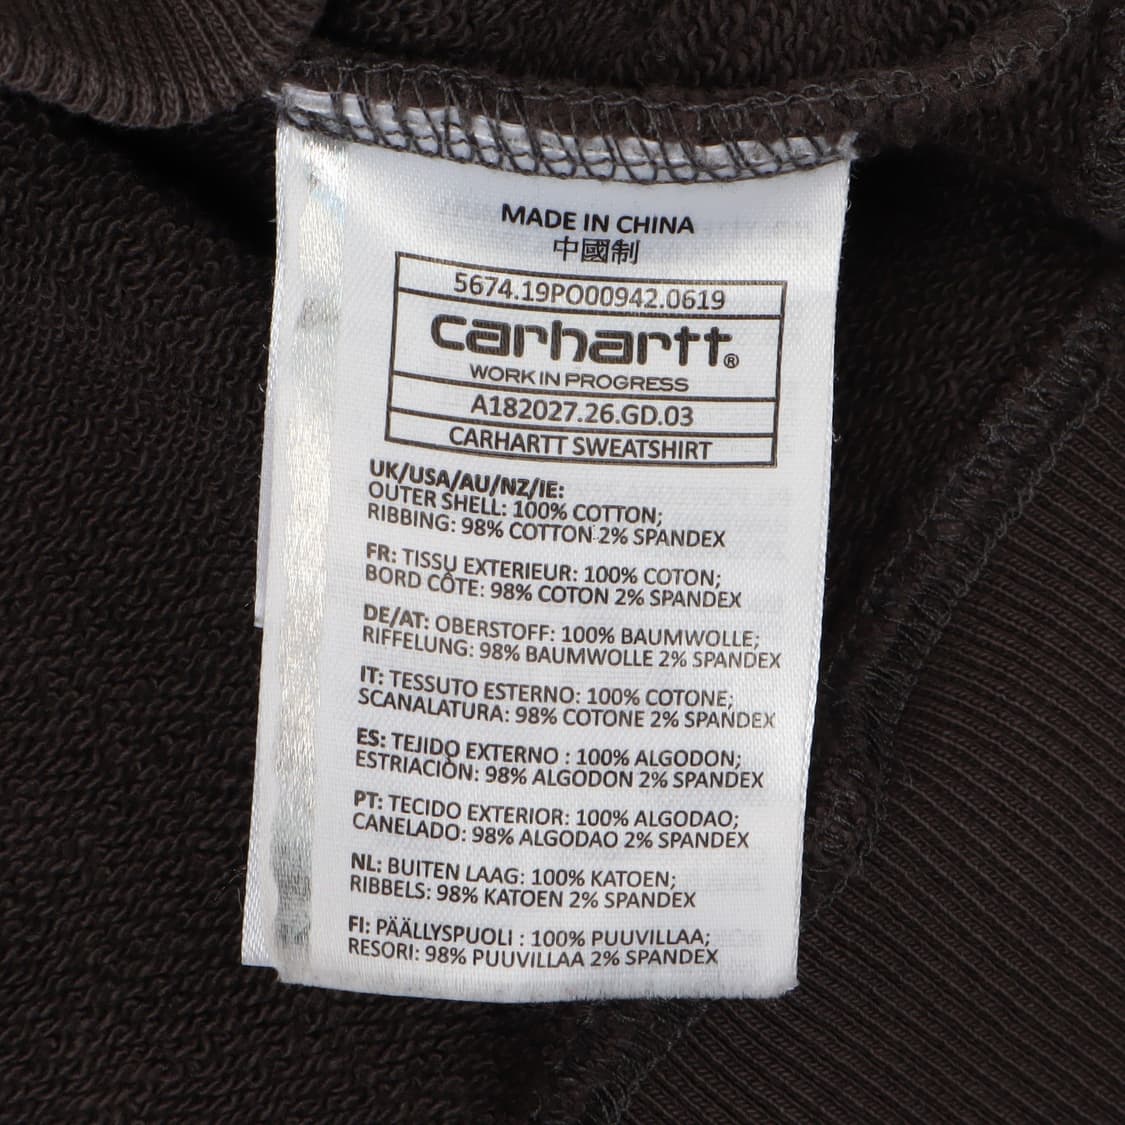 MADE IN CHINA
中國制
5674.19PO00942.0619
carhartt®
WORK IN PROGRESS
A182027.26.GD.03
CARHARTT SWEATSHIRT
UK/USA/AU/NZ/IE:
OUTER SHELL: 100% COTTON;
RIBBING: 98% COTTON 2% SPANDEX
FR: TISSU EXTERIEUR: 100% COTON;
BORD CÔTE: 98% COTON 2% SPANDEX
DE/AT: OBERSTOFF: 100% BAUMWOLLE;
RIFFELUNG: 98% BAUMWOLLE 2% SPANDEX
IT: TESSUTO ESTERNO: 100% COTONE;
SCANALATURA: 98% COTONE 2% SPANDEX
ES: TEJIDO EXTERNO : 100% ALGODON;
ESTRIACIÒN: 98% ALGODON 2% SPANDEX
PT: TECIDO EXTERIOR: 100% ALGODAO;
CANELADO: 98% ALGODAO 2% SPANDEX
NL: BUITEN LAAG: 100% KATOEN;
RIBBELS: 98% KATOEN 2% SPANDEX
FI: PÄÄLLYSPUOLI : 100% PUUVILLAA;
RESORI: 98% PUUVILLAA 2% SPANDEX